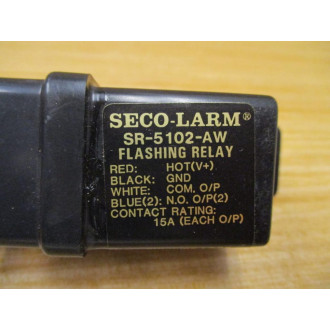 SECO-LARM®
SR-5102-AW
FLASHING RELAY
RED: HOT(V+)
BLACK: GND
WHITE: COM. O/P
BLUE(2): N.O. O/P(2)
CONTACT RATING:
15A (EACH O/P)